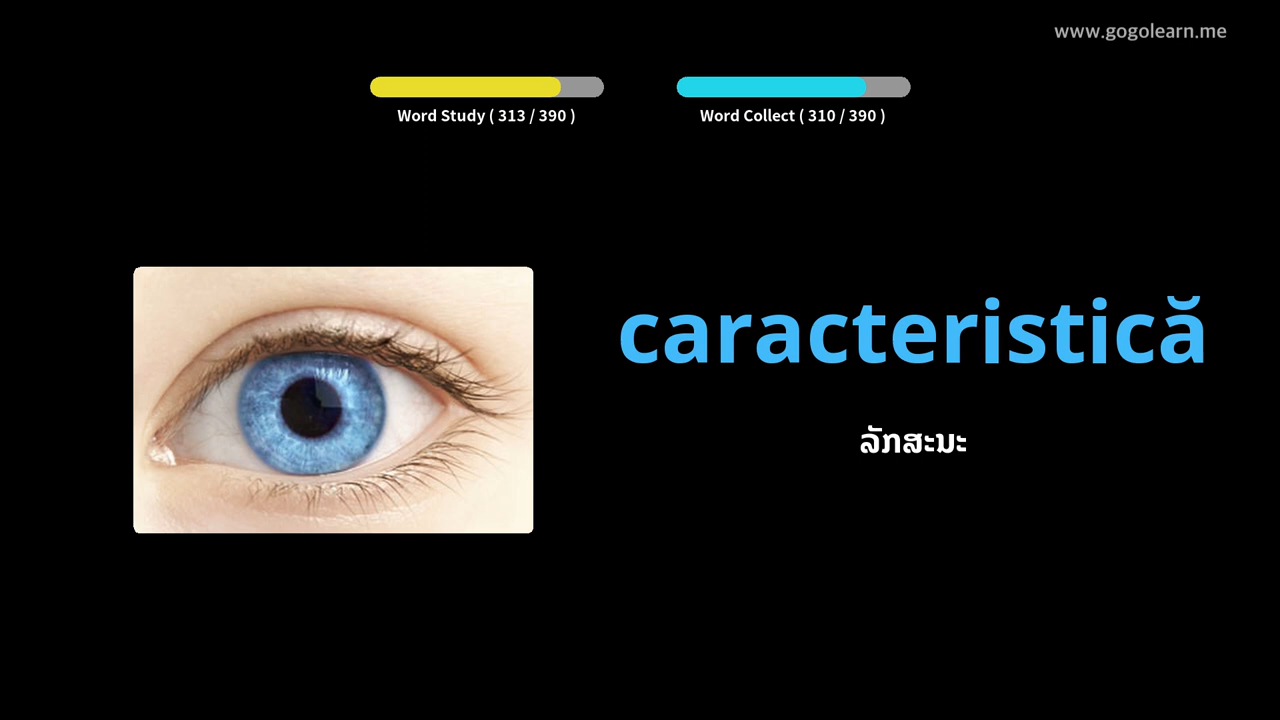 www.gogolearn.me
Word Study ( 313 / 390 )
Word Collect ( 310 / 390 )
caracteristică
ລັກສະນະ